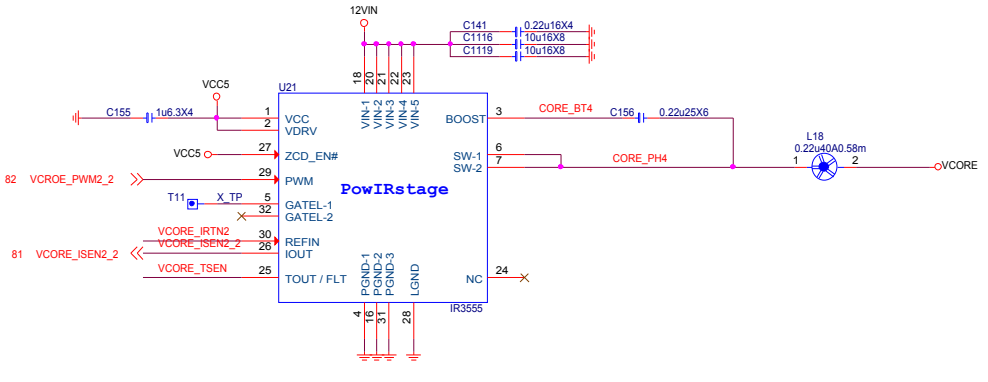 12VIN
C141 0.22u16X4
C1116 10u16X8
C1119 10u16X8
18 20 21 22 23
VCC5
U21
C155 1u6.3X4
1 VCC
2 VDRV
VIN-1 VIN-2 VIN-3 VIN-4 VIN-5
BOOST 3 CORE_BT4 C156 0.22u25X6
VCC5 27 ZCD_EN#
SW-1 6
SW-2 7 CORE_PH4
L18
0.22u40A0.58m
1 2 VCORE
82 VCROE_PWM2_2 29 PWM
PowIRstage
T11 X_TP 5 GATEL-1
32 GATEL-2
VCORE_IRTN2 30 REFIN
81 VCORE_ISEN2_2 VCORE_ISEN2_2 26 IOUT
VCORE_TSEN 25 TOUT / FLT
PGND-1 PGND-2 PGND-3 LGND
NC 24
IR3555
4 16 31 28